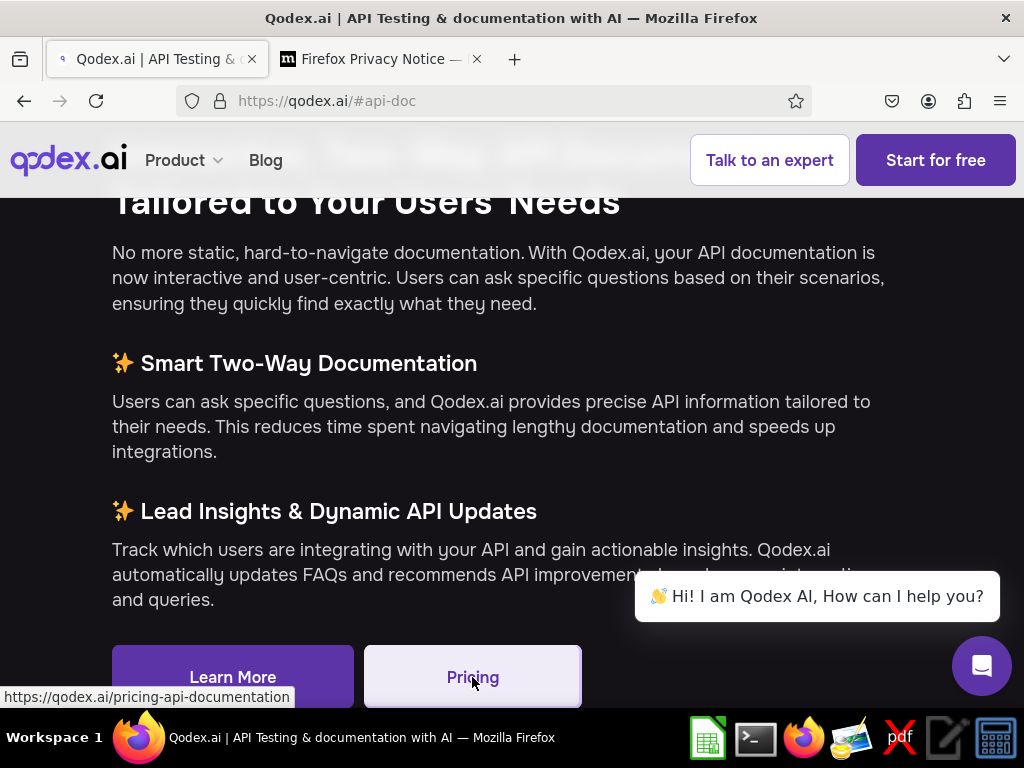 Qodex.ai | API Testing & documentation with AI — Mozilla Firefox
Qodex.ai | API Testing &
Firefox Privacy Notice —
https://qodex.ai/#api-doc
qodex.ai
Product
Blog
Talk to an expert
Start for free
Tailored to Your Users' Needs
No more static, hard-to-navigate documentation. With Qodex.ai, your API documentation is
now interactive and user-centric. Users can ask specific questions based on their scenarios,
ensuring they quickly find exactly what they need.
✨ Smart Two-Way Documentation
Users can ask specific questions, and Qodex.ai provides precise API information tailored to
their needs. This reduces time spent navigating lengthy documentation and speeds up
integrations.
✨ Lead Insights & Dynamic API Updates
Track which users are integrating with your API and gain actionable insights. Qodex.ai
automatically updates FAQs and recommends API improvements
and queries.
👋 Hi! I am Qodex AI, How can I help you?
Learn More
Pricing
https://qodex.ai/pricing-api-documentation
Workspace 1
Qodex.ai | API Testing & documentation with AI — Mozilla Firefox
pdf